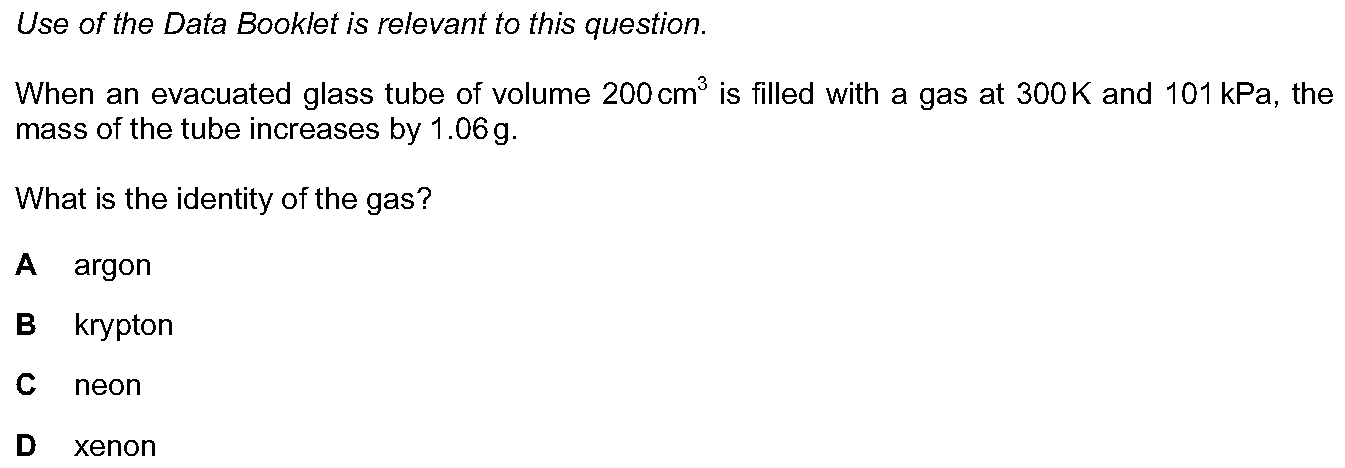 Use of the Data Booklet is relevant to this question.
When an evacuated glass tube of volume 200 cm³ is filled with a gas at 300 K and 101 kPa, the
mass of the tube increases by 1.06 g.
What is the identity of the gas?
A argon
B krypton
C neon
D xenon